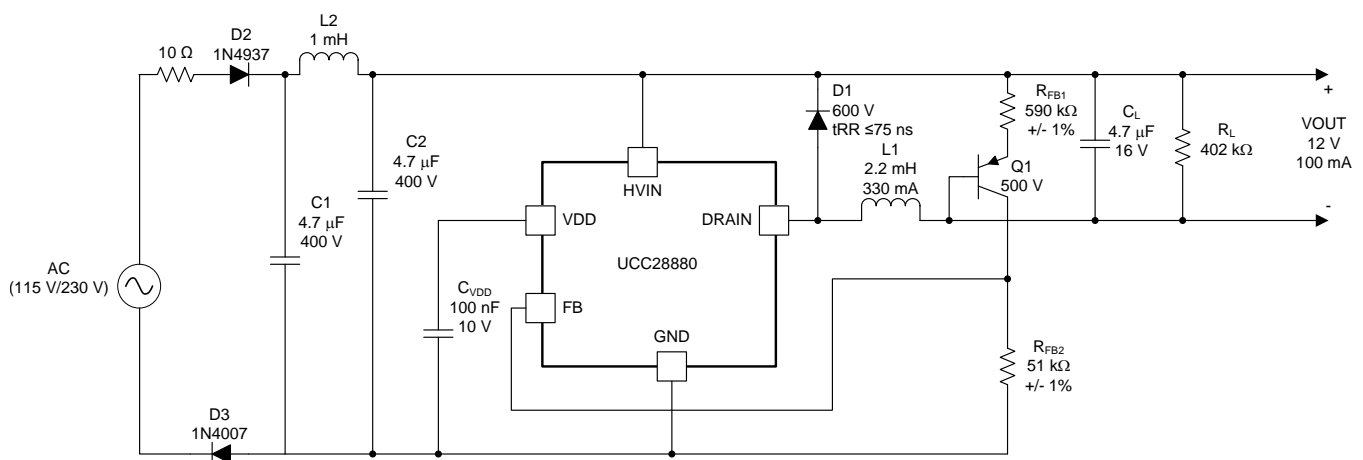 10 Ω
D2
1N4937
L2
1 mH
C1
4.7 μF
400 V
C2
4.7 μF
400 V
AC
(115 V/230 V)
D3
1N4007
C_VDD
100 nF
10 V
HVIN
VDD
DRAIN
UCC28880
FB
GND
D1
600 V
tRR ≤75 ns
L1
2.2 mH
330 mA
R_FB1
590 kΩ
+/- 1%
Q1
500 V
C_L
4.7 μF
16 V
R_L
402 kΩ
+
VOUT
12 V
100 mA
-
R_FB2
51 kΩ
+/- 1%